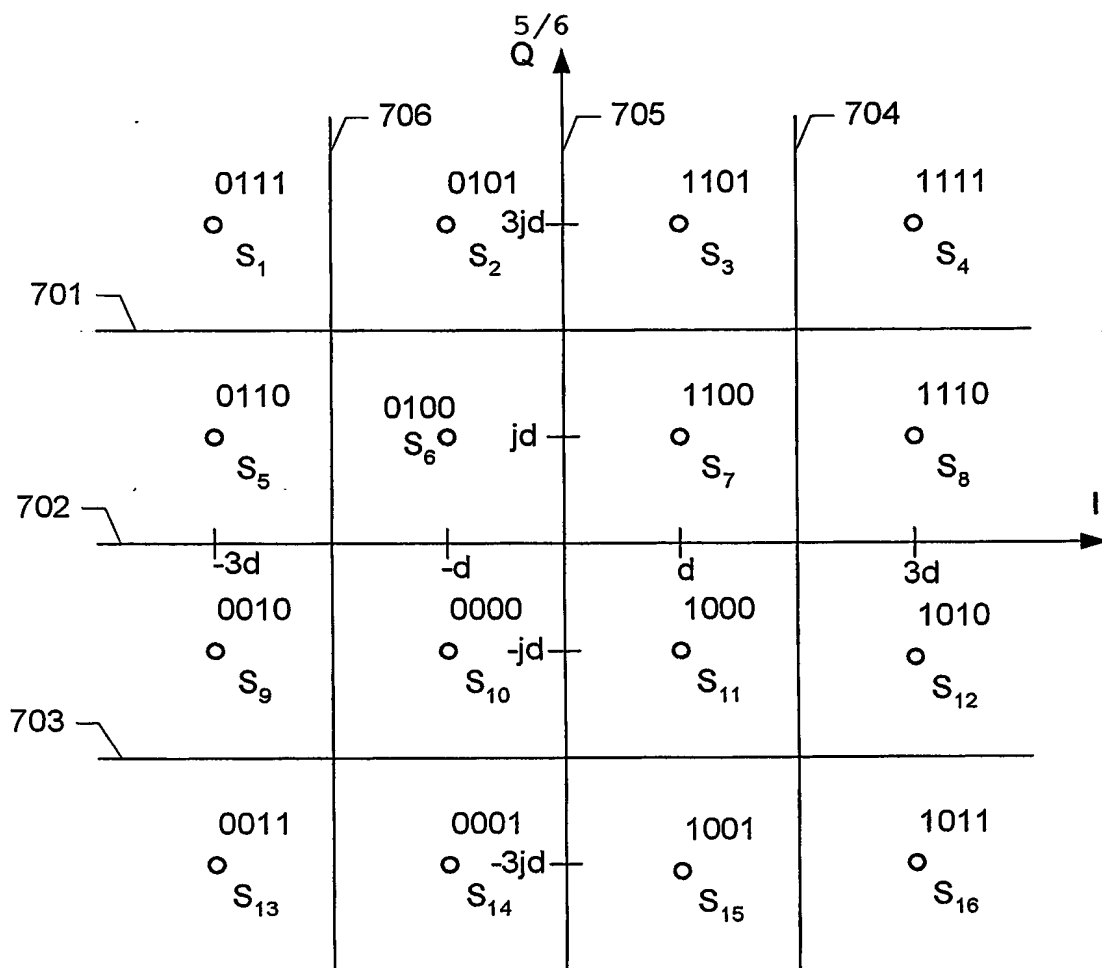 5/6
Q
706 705 704
0111 0101 1101 1111
3jd
S1 S2 S3 S4
701
0110 0100 1100 1110
jd
S5 S6 S7 S8
702
I
-3d -d d 3d
0010 0000 1000 1010
-jd
S9 S10 S11 S12
703
0011 0001 1001 1011
-3jd
S13 S14 S15 S16